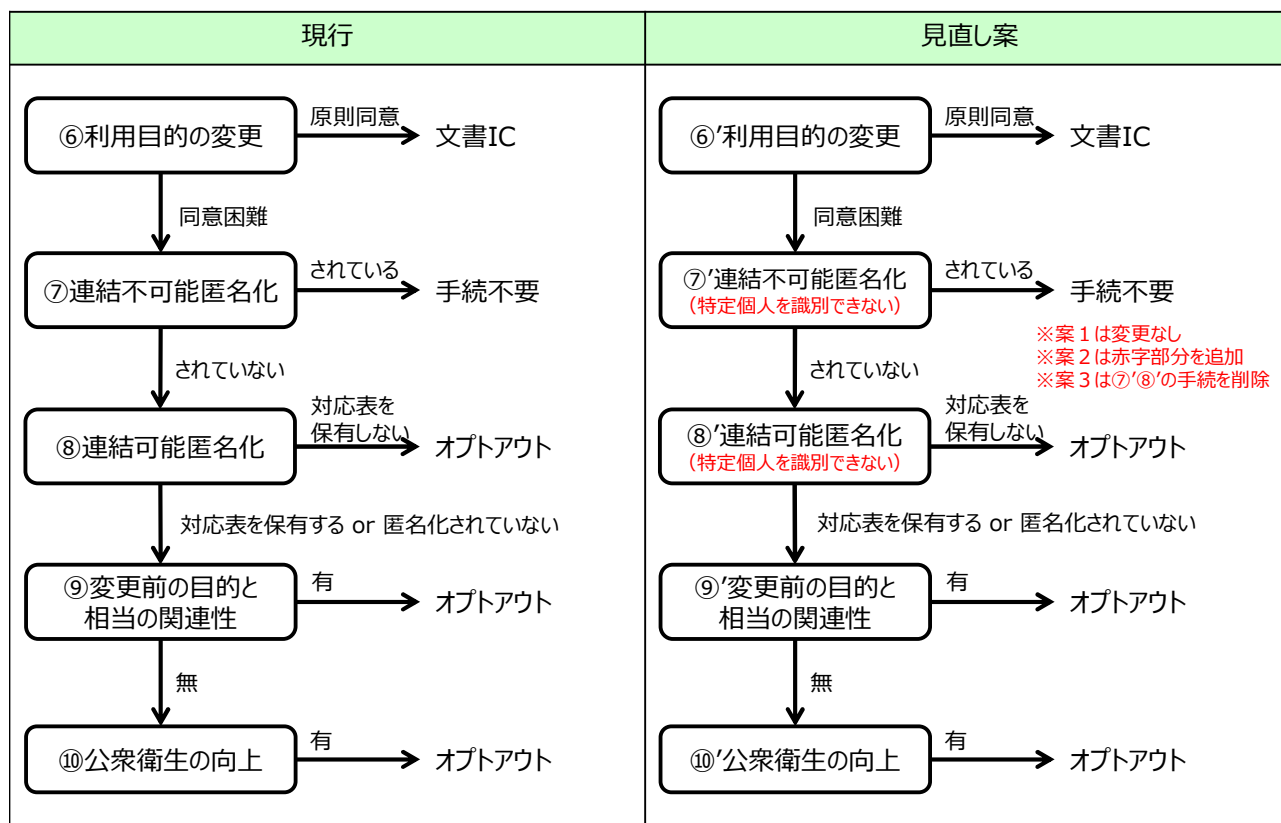 現行
⑥利用目的の変更
原則同意
文書IC
同意困難
⑦連結不可能匿名化
されている
手続不要
されていない
⑧連結可能匿名化
対応表を
保有しない
オプトアウト
対応表を保有する or 匿名化されていない
⑨変更前の目的と
相当の関連性
有
オプトアウト
無
⑩公衆衛生の向上
有
オプトアウト
見直し案
⑥’利用目的の変更
原則同意
文書IC
同意困難
⑦’連結不可能匿名化
（特定個人を識別できない）
されている
手続不要
※案１は変更なし
※案２は赤字部分を追加
※案３は⑦’⑧’の手続を削除
されていない
⑧’連結可能匿名化
（特定個人を識別できない）
対応表を
保有しない
オプトアウト
対応表を保有する or 匿名化されていない
⑨’変更前の目的と
相当の関連性
有
オプトアウト
無
⑩’公衆衛生の向上
有
オプトアウト